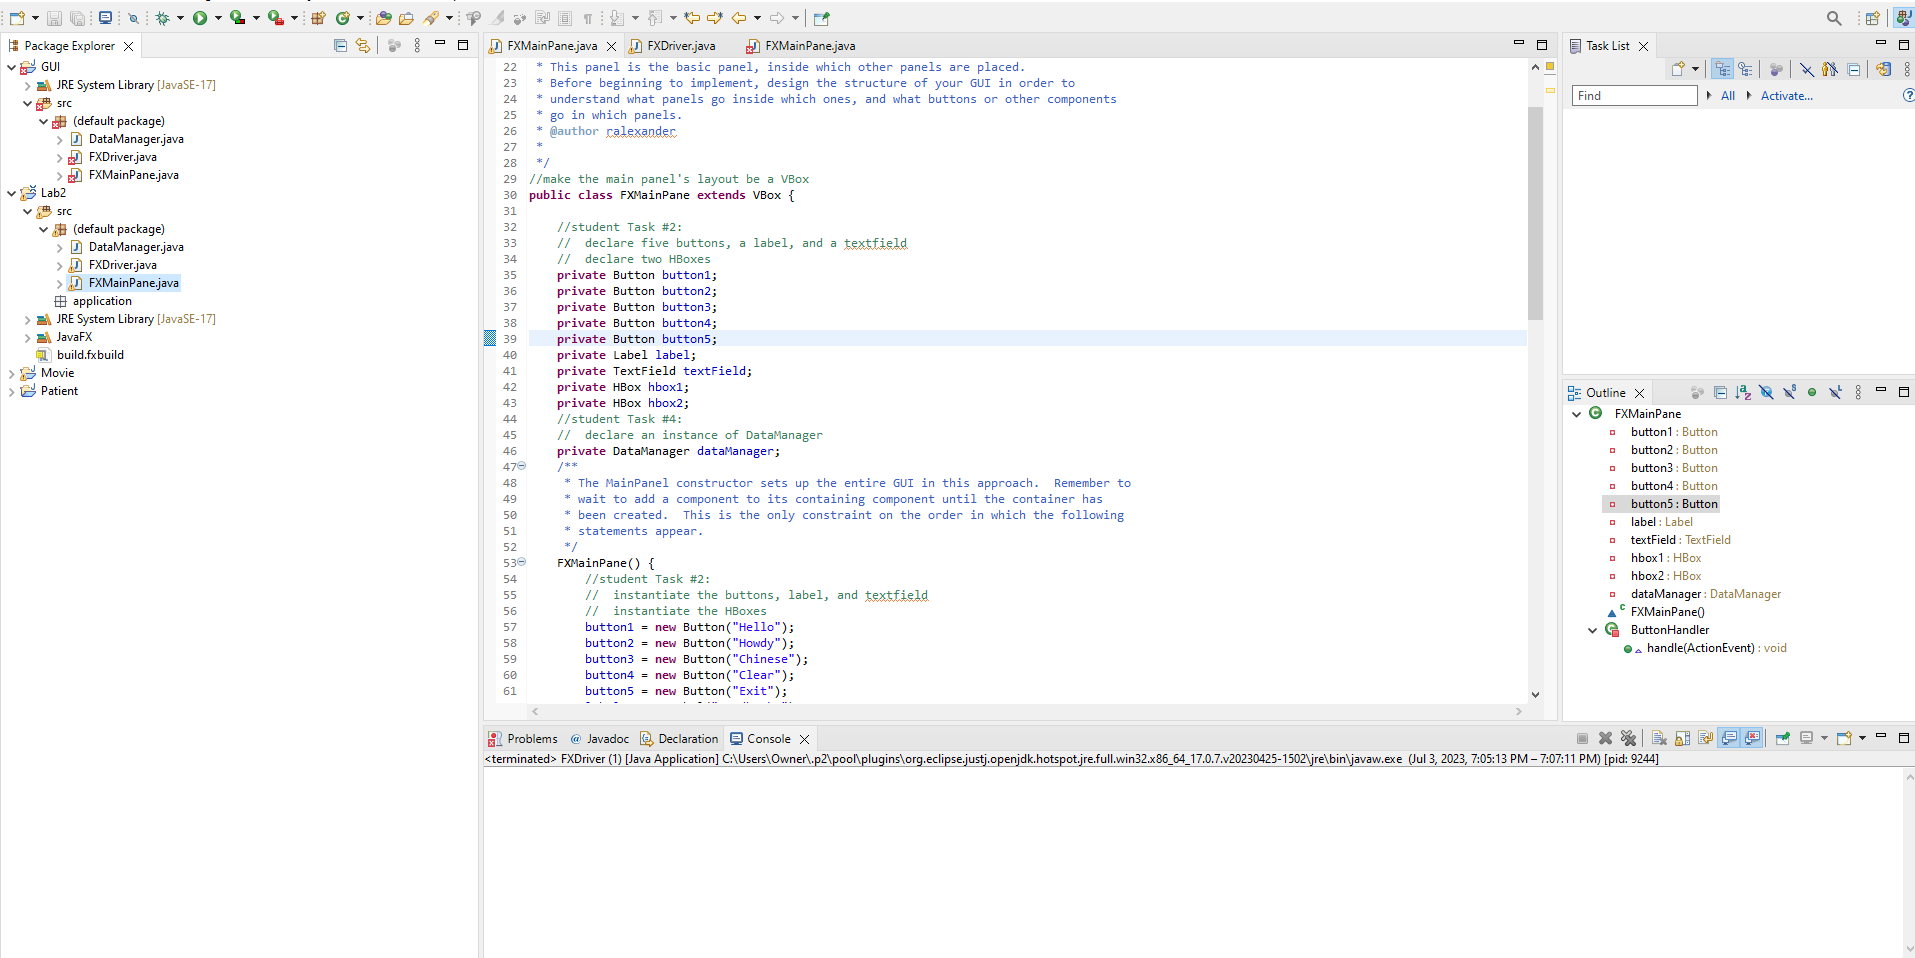 Package Explorer
GUI
JRE System Library [JavaSE-17]
src
(default package)
DataManager.java
FXDriver.java
FXMainPane.java
Lab2
src
(default package)
DataManager.java
FXDriver.java
FXMainPane.java
application
JRE System Library [JavaSE-17]
JavaFX
build.fxbuild
Movie
Patient
FXMainPane.java
FXDriver.java
FXMainPane.java
22 * This panel is the basic panel, inside which other panels are placed.
23 * Before beginning to implement, design the structure of your GUI in order to
24 * understand what panels go inside which ones, and what buttons or other components
25 * go in which panels.
26 * @author ralexander
27 *
28 */
29 //make the main panel's layout be a VBox
30 public class FXMainPane extends VBox {
31
32 //student Task #2:
33 //  declare five buttons, a label, and a textfield
34 //  declare two HBoxes
35 private Button button1;
36 private Button button2;
37 private Button button3;
38 private Button button4;
39 private Button button5;
40 private Label label;
41 private TextField textField;
42 private HBox hbox1;
43 private HBox hbox2;
44 //student Task #4:
45 //  declare an instance of DataManager
46 private DataManager dataManager;
47 /**
48 * The MainPanel constructor sets up the entire GUI in this approach.  Remember to
49 * wait to add a component to its containing component until the container has
50 * been created.  This is the only constraint on the order in which the following
51 * statements appear.
52 */
53 FXMainPane() {
54 //student Task #2:
55 //  instantiate the buttons, label, and textfield
56 //  instantiate the HBoxes
57 button1 = new Button("Hello");
58 button2 = new Button("Howdy");
59 button3 = new Button("Chinese");
60 button4 = new Button("Clear");
61 button5 = new Button("Exit");
Task List
Find
All
Activate...
Outline
FXMainPane
button1 : Button
button2 : Button
button3 : Button
button4 : Button
button5 : Button
label : Label
textField : TextField
hbox1 : HBox
hbox2 : HBox
dataManager : DataManager
FXMainPane()
ButtonHandler
handle(ActionEvent) : void
Problems
Javadoc
Declaration
Console
<terminated> FXDriver (1) [Java Application] C:\Users\Owner\.p2\pool\plugins\org.eclipse.justj.openjdk.hotspot.jre.full.win32.x86_64_17.0.7.v20230425-1502\jre\bin\javaw.exe  (Jul 3, 2023, 7:05:13 PM – 7:07:11 PM) [pid: 9244]